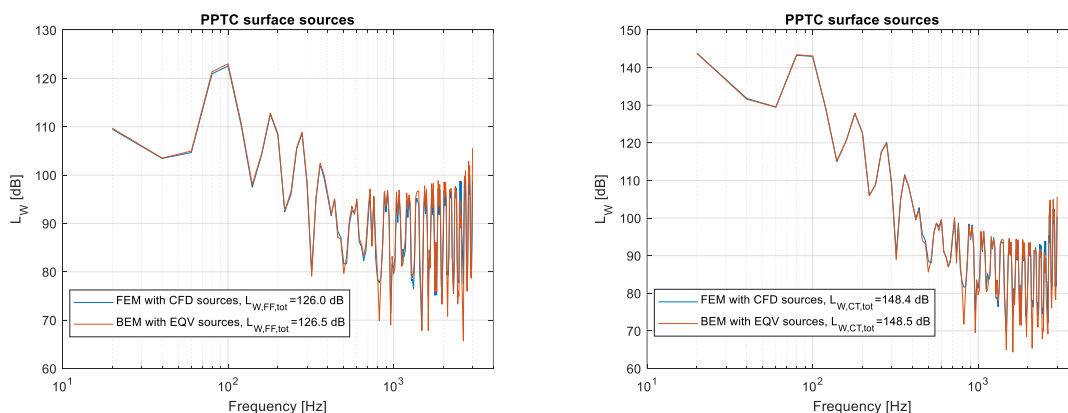 PPTC surface sources
130
120
110
100
90
80
70
60
L_W [dB]
FEM with CFD sources, L_W,FF,tot=126.0 dB
BEM with EQV sources, L_W,FF,tot=126.5 dB
10^1
10^2
10^3
Frequency [Hz]
PPTC surface sources
150
140
130
120
110
100
90
80
70
60
L_W [dB]
FEM with CFD sources, L_W,CT,tot=148.4 dB
BEM with EQV sources, L_W,CT,tot=148.5 dB
10^1
10^2
10^3
Frequency [Hz]